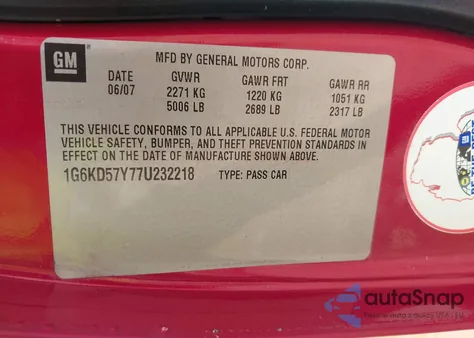 GM
MFD BY GENERAL MOTORS CORP.
DATE GVWR GAWR FRT GAWR RR
06/07 2271 KG 1220 KG 1051 KG
5006 LB 2689 LB 2317 LB
THIS VEHICLE CONFORMS TO ALL APPLICABLE U.S. FEDERAL MOTOR
VEHICLE SAFETY, BUMPER, AND THEFT PREVENTION STANDARDS IN
EFFECT ON THE DATE OF MANUFACTURE SHOWN ABOVE.
1G6KD57Y77U232218 TYPE: PASS CAR
autoSnap